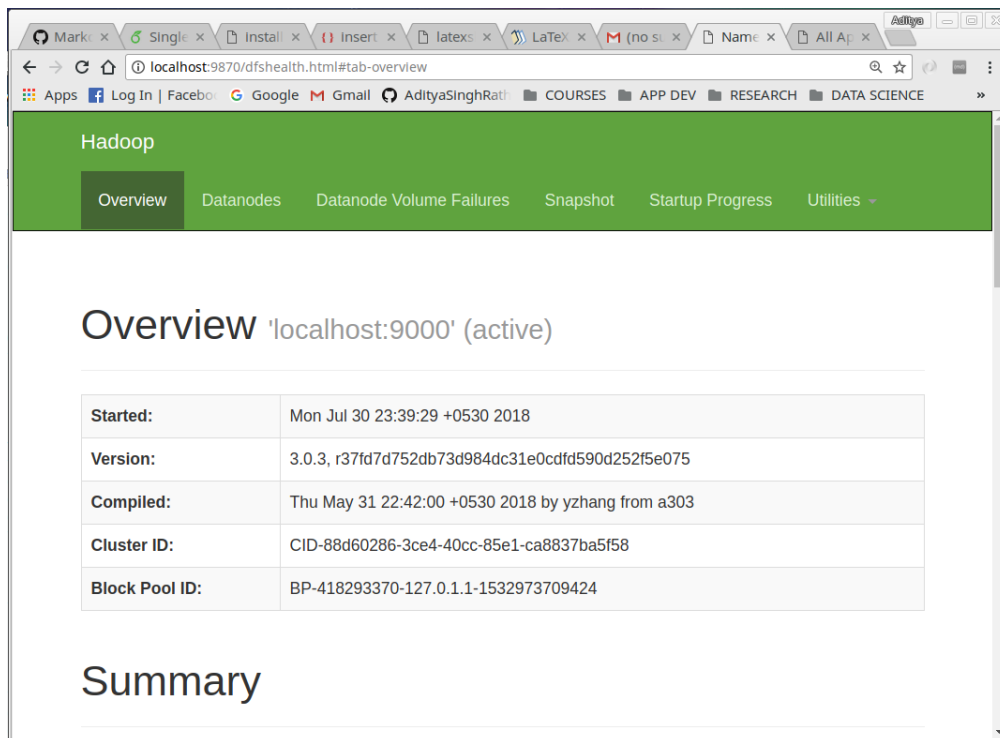 Aditya
Mark Single Install Insert latexs LaTeX (no su Name All Ap
localhost:9870/dfshealth.html#tab-overview
Apps Log In | Facebo Google Gmail AdityaSinghRath COURSES APP DEV RESEARCH DATA SCIENCE »
Hadoop
Overview Datanodes Datanode Volume Failures Snapshot Startup Progress Utilities
Overview 'localhost:9000' (active)
Started: Mon Jul 30 23:39:29 +0530 2018
Version: 3.0.3, r37fd7d752db73d984dc31e0cdfd590d252f5e075
Compiled: Thu May 31 22:42:00 +0530 2018 by yzhang from a303
Cluster ID: CID-88d60286-3ce4-40cc-85e1-ca8837ba5f58
Block Pool ID: BP-418293370-127.0.1.1-1532973709424
Summary